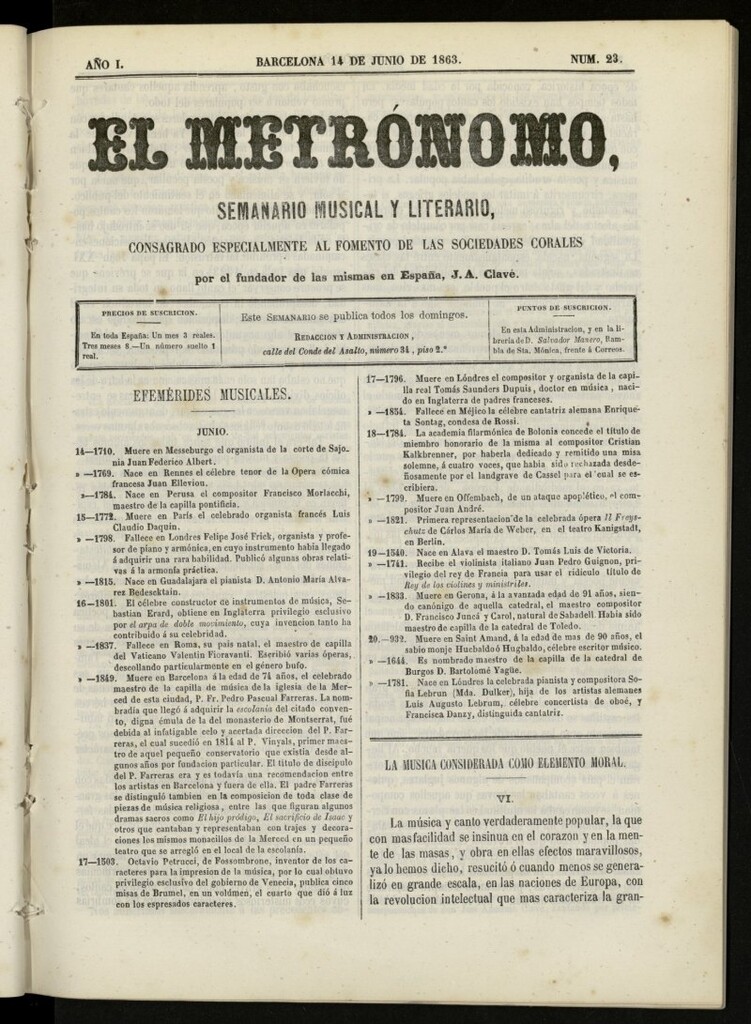 AÑO I.
BARCELONA 14 DE JUNIO DE 1863.
NUM. 23.
EL METRÓNOMO,
SEMANARIO MUSICAL Y LITERARIO,
CONSAGRADO ESPECIALMENTE AL FOMENTO DE LAS SOCIEDADES CORALES
por el fundador de las mismas en España, J. A. Clavé.
PRECIOS DE SUSCRICION.
En toda España: Un mes 3 reales.
Tres meses 8.—Un número suelto 1
real.
Este SEMANARIO se publica todos los domingos.
REDACCION Y ADMINISTRACION,
calle del Conde del Asalto, número 34, piso 2.º
PUNTOS DE SUSCRICION.
En esta Administracion, y en la li-
brería de D. Salvador Manero, Ram-
bla de Sta. Mónica, frente á Correos.
EFEMÉRIDES MUSICALES.
JUNIO.
14—1710. Muere en Messeburgo el organista de la corte de Sajo-
nia Juan Federico Albert.
» —1769. Nace en Rennes el célebre tenor de la Opera cómica
francesa Juan Elleviou.
» —1784. Nace en Perusa el compositor Francisco Morlacchi,
maestro de la capilla pontificia.
15—1772. Muere en París el celebrado organista francés Luis
Claudio Daquin.
» —1798. Fallece en Londres Felipe José Frick, organista y profe-
sor de piano y armónica, en cuyo instrumento habia llegado
á adquirir una rara habilidad. Publicó algunas obras relati-
vas á la armonía práctica.
» —1815. Nace en Guadalajara el pianista D. Antonio María Alva-
rez Bedesektain.
16—1801. El célebre constructor de instrumentos de música, Se-
bastian Erard, obtiene en Inglaterra privilegio esclusivo
por el arpa de doble movimiento, cuya invencion tanto ha
contribuido á su celebridad.
» —1837. Fallece en Roma, su pais natal, el maestro de capilla
del Vaticano Valentin Fioravanti. Escribió varias óperas,
descollando particularmente en el género bufo.
» —1849. Muere en Barcelona á la edad de 74 años, el celebrado
maestro de la capilla de música de la iglesia de la Mer-
ced de esta ciudad, P. Fr. Pedro Pascual Farreras. La nom-
bradia que llegó á adquirir la escolanía del citado conven-
to, digna émula de la del monasterio de Montserrat, fué
debida al infatigable celo y acertada direccion del P. Far-
reras, el cual sucedió en 1814 al P. Vinyals, primer maes-
tro de aquel pequeño conservatorio que existia desde al-
gunos años por fundacion particular. El título de discípulo
del P. Farreras era y es todavía una recomendacion entre
los artistas en Barcelona y fuera de ella. El padre Farreras
se distinguió tambien en la composicion de toda clase de
piezas de música religiosa, entre las que figuran algunos
dramas sacros como El hijo pródigo, El sacrificio de Isaac y
otros que cantaban y representaban con trajes y decora-
ciones los mismos monacillos de la Merced en un pequeño
teatro que se arregló en el local de la escolanía.
17—1503. Octavio Petrucci, de Fossombrone, inventor de los ca-
racteres para la impresion de la música, por lo cual obtuvo
privilegio esclusivo del gobierno de Venecia, publica cinco
misas de Brumel, en un volúmen, el cuarto que dió á luz
con los espresados caracteres.
17—1796. Muere en Lóndres el compositor y organista de la capi-
lla real Tomás Saunders Dupuis, doctor en música, naci-
do en Inglaterra de padres franceses.
» —1854. Fallece en Méjico la célebre cantatriz alemana Enrique-
ta Sontag, condesa de Rossi.
18—1784. La academia filarmónica de Bolonia concede el título de
miembro honorario de la misma al compositor Cristian
Kalkbrenner, por haberla dedicado y remitido una misa
solemne, á cuatro voces, que habia sido rechazada desde-
ñosamente por el landgrave de Cassel para el cual se es-
cribiera.
» —1799. Muere en Offembach, de un ataque apoplético, el com-
positor Juan André.
» —1821. Primera representacion de la celebrada ópera Il Freys-
chutz de Cárlos María de Weber, en el teatro Kanigstadt,
en Berlin.
19—1540. Nace en Alava el maestro D. Tomás Luis de Victoria.
» —1741. Recibe el violinista italiano Juan Pedro Guignon, pri-
vilegio del rey de Francia para usar el ridículo título de
Rey de los violines y ministriles.
» —1833. Muere en Gerona, á la avanzada edad de 91 años, sien-
do canónigo de aquella catedral, el maestro compositor
D. Francisco Juncá y Carol, natural de Sabadell. Habia sido
maestro de capilla de la catedral de Toledo.
20.—932. Muere en Saint Amand, á la edad de mas de 90 años, el
sabio monje Hucbaldo ó Hugbaldo, célebre escritor músico.
» —1644. Es nombrado maestro de la capilla de la catedral de
Burgos D. Bartolomé Yagüe.
» —1781. Nace en Lóndres la celebrada pianista y compositora So-
fía Lebrun (Mda. Dulker), hija de los artistas alemanes
Luis Augusto Lebrum, célebre concertista de oboé, y
Francisca Danzy, distinguida cantatriz.
LA MUSICA CONSIDERADA COMO ELEMENTO MORAL.
VI.
La música y canto verdaderamente popular, la que
con mas facilidad se insinua en el corazon y en la men-
te de las masas, y obra en ellas efectos maravillosos,
ya lo hemos dicho, resucitó ó cuando menos se genera-
lizó en grande escala, en las naciones de Europa, con
la revolucion intelectual que mas caracteriza la gran-